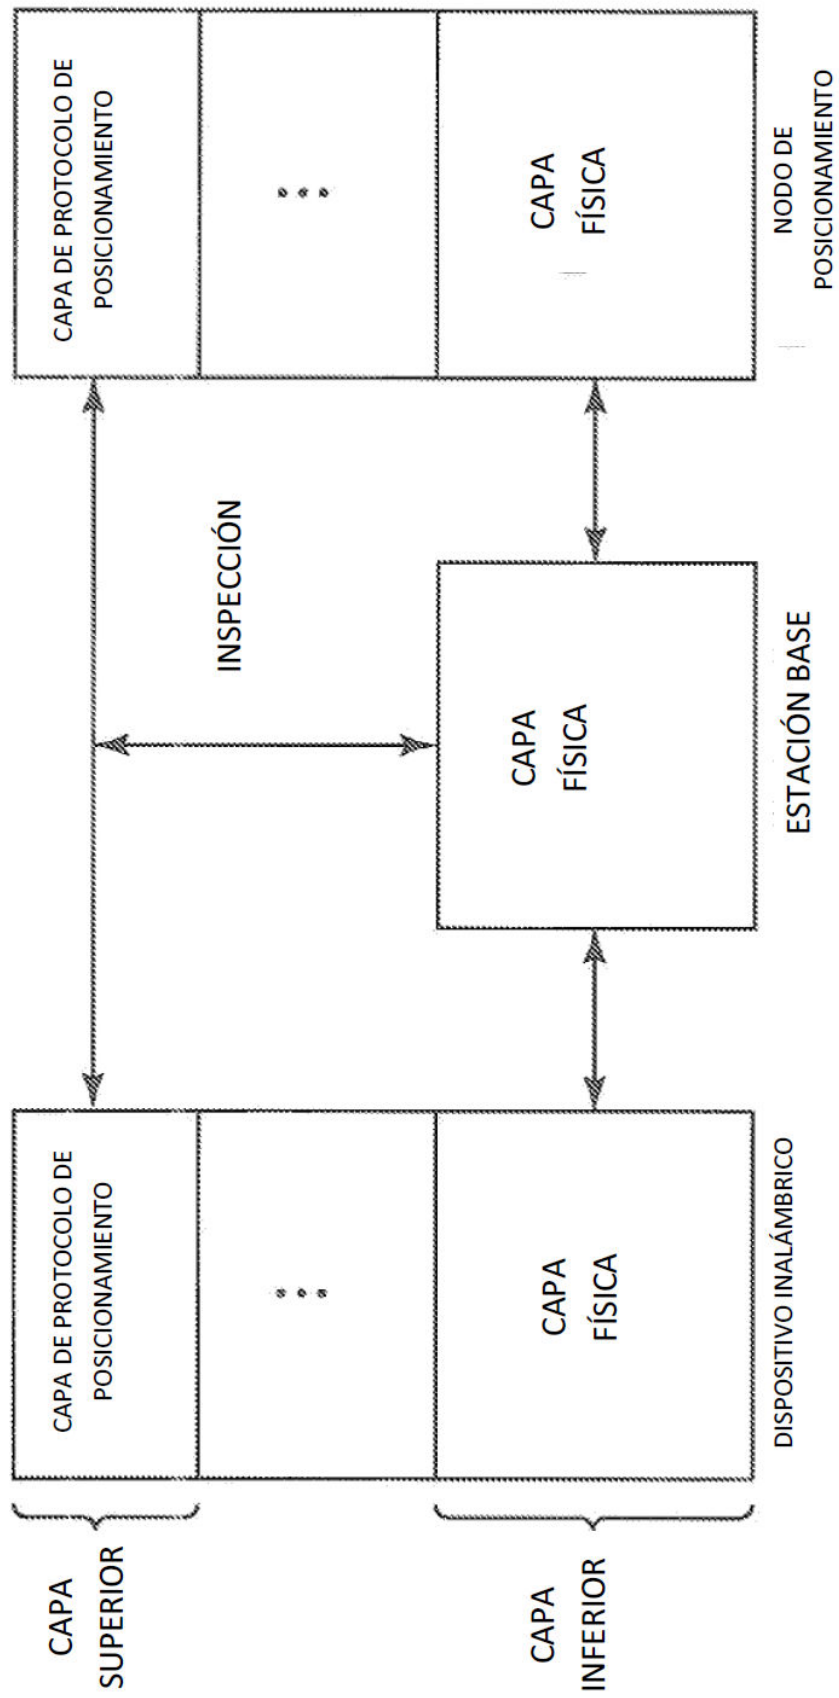 CAPA
SUPERIOR
CAPA DE PROTOCOLO DE
POSICIONAMIENTO
CAPA DE PROTOCOLO DE
POSICIONAMIENTO
INSPECCIÓN
...
...
CAPA
INFERIOR
CAPA
FÍSICA
CAPA
FÍSICA
CAPA
FÍSICA
DISPOSITIVO INALÁMBRICO
ESTACIÓN BASE
NODO DE
POSICIONAMIENTO